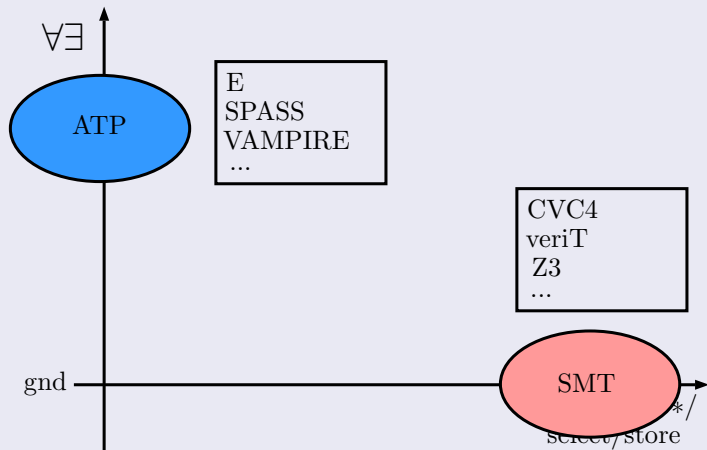 ∀∃
ATP
E
SPASS
VAMPIRE
...
CVC4
veriT
Z3
...
gnd
SMT
*/
select/store